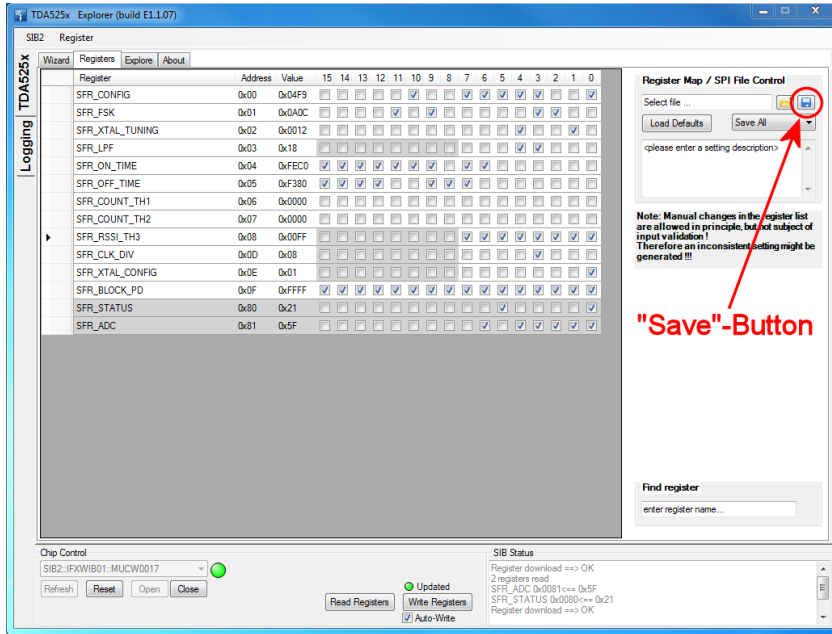 TDA525x Explorer (build E1.1.07)
SIB2 Register
TDA525x
Logging
Wizard Registers Explore About
Register Address Value 15 14 13 12 11 10 9 8 7 6 5 4 3 2 1 0
SFR_CONFIG 0x00 0x04F9
SFR_FSK 0x01 0x0A0C
SFR_XTAL_TUNING 0x02 0x0012
SFR_LPF 0x03 0x18
SFR_ON_TIME 0x04 0xFEC0
SFR_OFF_TIME 0x05 0xF380
SFR_COUNT_TH1 0x06 0x0000
SFR_COUNT_TH2 0x07 0x0000
SFR_RSSI_TH3 0x08 0x00FF
SFR_CLK_DIV 0x0D 0x08
SFR_XTAL_CONFIG 0x0E 0x01
SFR_BLOCK_PD 0x0F 0xFFFF
SFR_STATUS 0x80 0x21
SFR_ADC 0x81 0x5F
Register Map / SPI File Control
Select file ...
Load Defaults Save All
<please enter a setting description>
Note: Manual changes in the register list
are allowed in principle, but not subject of
input validation !
Therefore an inconsistent setting might be
generated !!!
"Save"-Button
Find register
enter register name...
Chip Control
SIB2::IFXWIB01::MUCW0017
Refresh Reset Open Close
Read Registers
Updated
Write Registers
Auto-Write
SIB Status
Register download ==> OK
2 registers read
SFR_ADC 0x0081<== 0x5F
SFR_STATUS 0x0080<== 0x21
Register download ==> OK